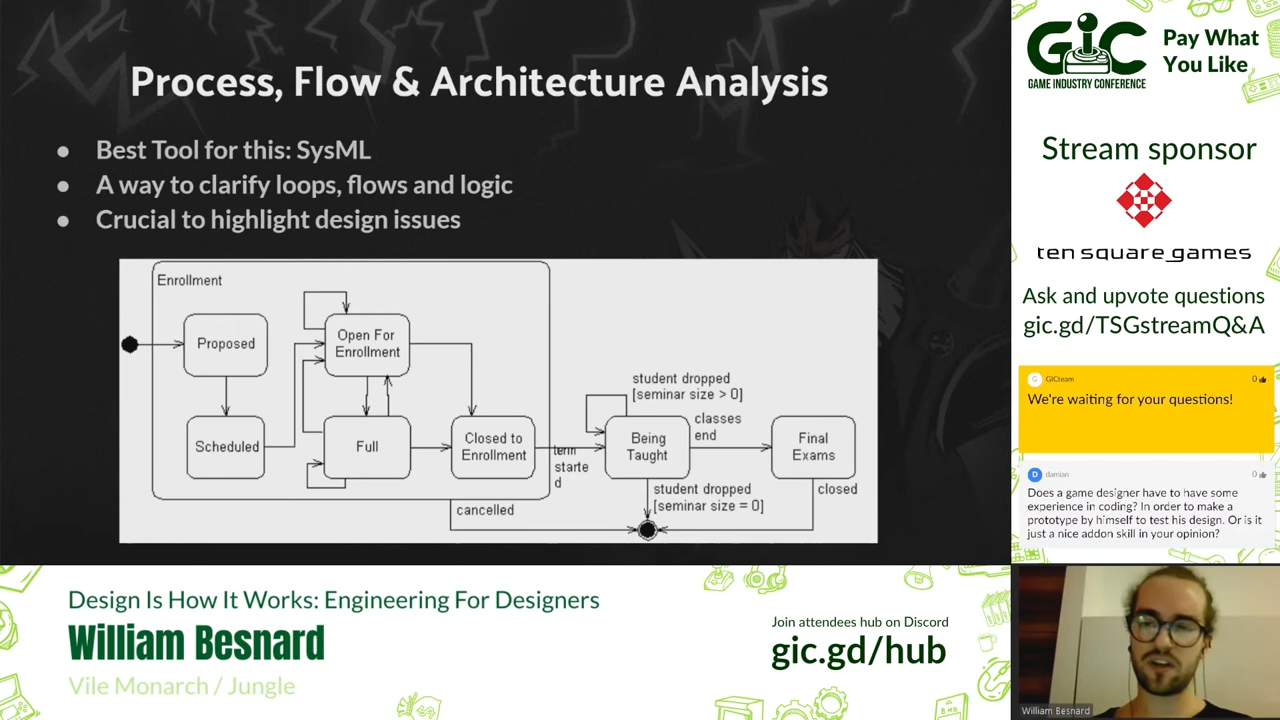 Process, Flow & Architecture Analysis
● Best Tool for this: SysML
● A way to clarify loops, flows and logic
● Crucial to highlight design issues
Enrollment
Proposed
Open For
Enrollment
Scheduled
Full
Closed to
Enrollment
term
starte
d
student dropped
[seminar size > 0]
Being
Taught
classes
end
Final
Exams
student dropped
[seminar size = 0]
closed
cancelled
GIC
GAME INDUSTRY CONFERENCE
Pay What
You Like
Stream sponsor
ten square games
Ask and upvote questions
gic.gd/TSGstreamQ&A
G
GICteam
0
We're waiting for your questions!
D
damian
0
Does a game designer have to have some
experience in coding? In order to make a
prototype by himself to test his design. Or is it
just a nice addon skill in your opinion?
Design Is How It Works: Engineering For Designers
William Besnard
Vile Monarch / Jungle
Join attendees hub on Discord
gic.gd/hub
William Besnard